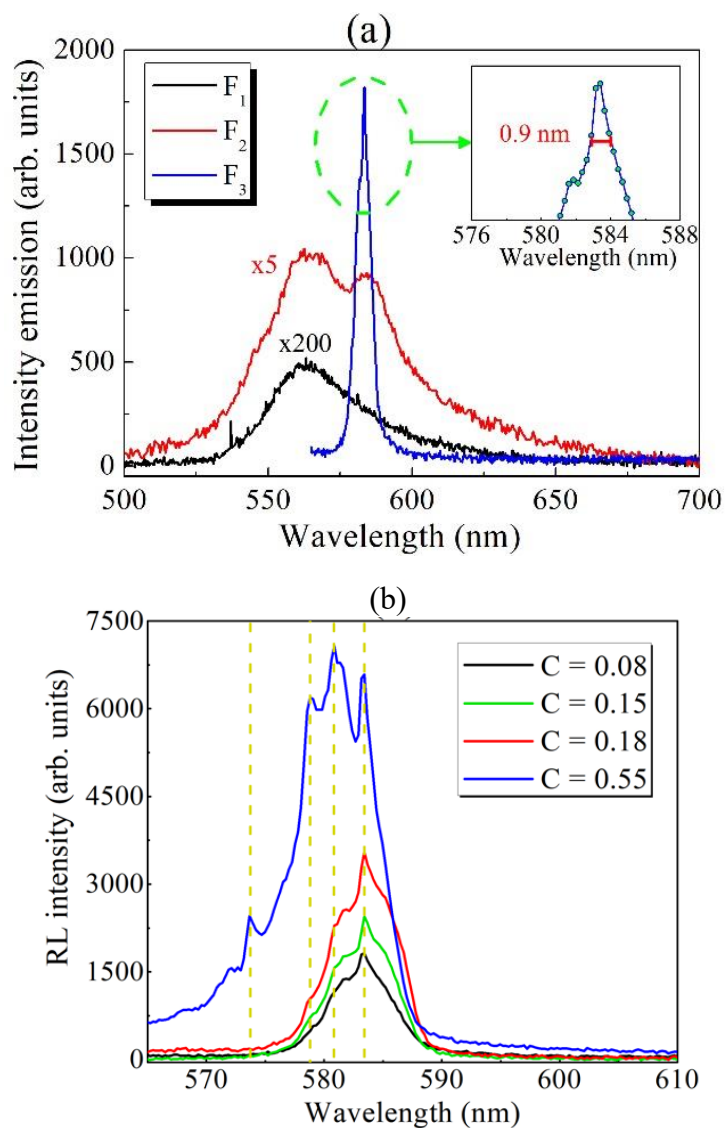 (a)
2000
1500
1000
500
0
Intensity emission (arb. units)
F₁
F₂
F₃
x5
x200
0.9 nm
576 580 584 588
Wavelength (nm)
500 550 600 650 700
Wavelength (nm)
(b)
7500
6000
4500
3000
1500
0
RL intensity (arb. units)
C = 0.08
C = 0.15
C = 0.18
C = 0.55
570 580 590 600 610
Wavelength (nm)